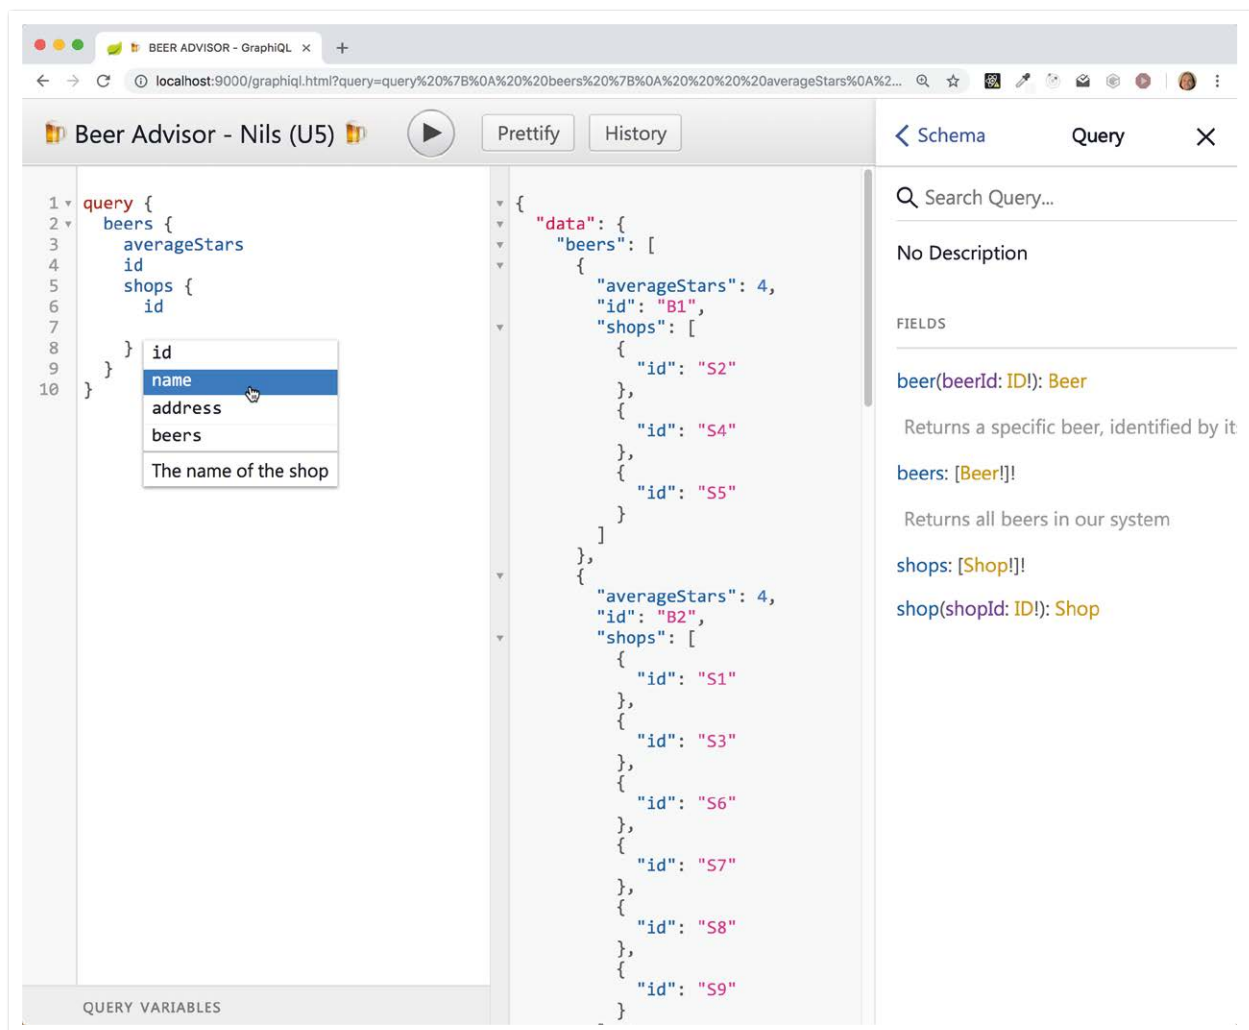 BEER ADVISOR - GraphiQL × +
localhost:9000/graphiql.html?query=query%20%7B%0A%20%20beers%20%7B%0A%20%20%20%20averageStars%0A%2...
Beer Advisor - Nils (U5)
Prettify
History
Schema
Query
1 query {
2 beers {
3 averageStars
4 id
5 shops {
6 id
7
8 }
9 }
10 }
id
name
address
beers
The name of the shop
QUERY VARIABLES
{
"data": {
"beers": [
{
"averageStars": 4,
"id": "B1",
"shops": [
{
"id": "S2"
},
{
"id": "S4"
},
{
"id": "S5"
}
]
},
{
"averageStars": 4,
"id": "B2",
"shops": [
{
"id": "S1"
},
{
"id": "S3"
},
{
"id": "S6"
},
{
"id": "S7"
},
{
"id": "S8"
},
{
"id": "S9"
}
Search Query...
No Description
FIELDS
beer(beerId: ID!): Beer
Returns a specific beer, identified by
beers: [Beer!]!
Returns all beers in our system
shops: [Shop!]!
shop(shopId: ID!): Shop